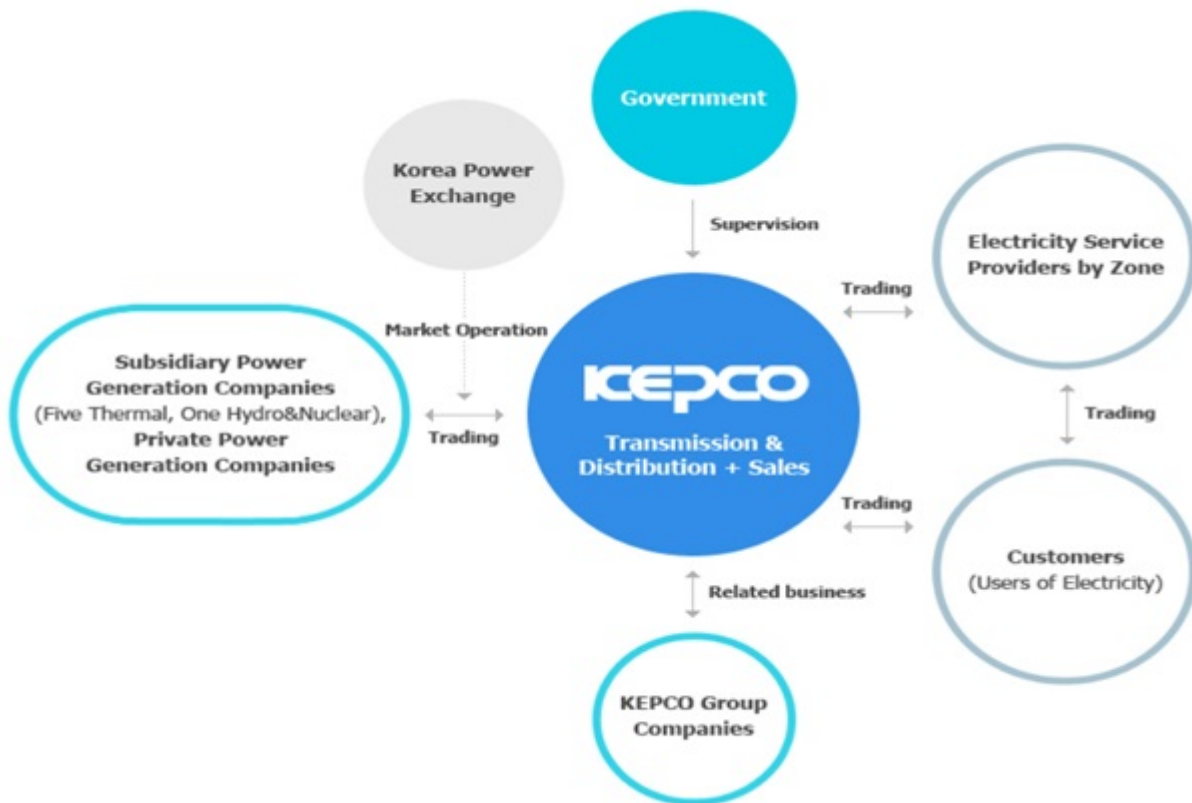 Government
Korea Power
Exchange
Supervision
Electricity Service
Providers by Zone
Trading
Market Operation
Subsidiary Power
Generation Companies
(Five Thermal, One Hydro&Nuclear),
Private Power
Generation Companies
Trading
KEPCO
Transmission &
Distribution + Sales
Trading
Trading
Customers
(Users of Electricity)
Related business
KEPCO Group
Companies